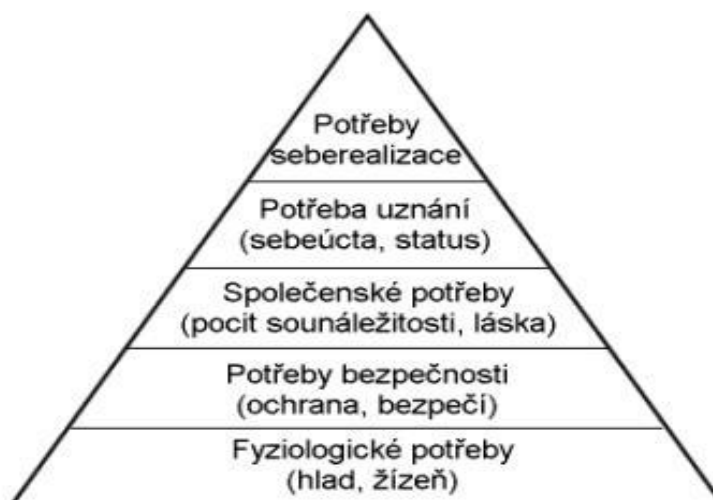 Potřeby
seberealizace
Potřeba uznání
(sebeúcta, status)
Společenské potřeby
(pocit sounáležitosti, láska)
Potřeby bezpečnosti
(ochrana, bezpečí)
Fyziologické potřeby
(hlad, žízeň)